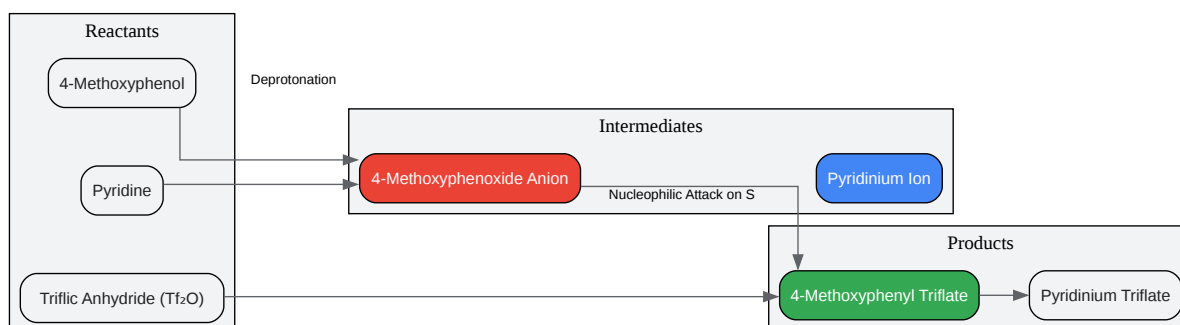 Reactants
4-Methoxyphenol
Deprotonation
Intermediates
4-Methoxyphenoxide Anion
Pyridinium Ion
Pyridine
Nucleophilic Attack on S
Products
Triflic Anhydride (Tf₂O)
4-Methoxyphenyl Triflate
Pyridinium Triflate